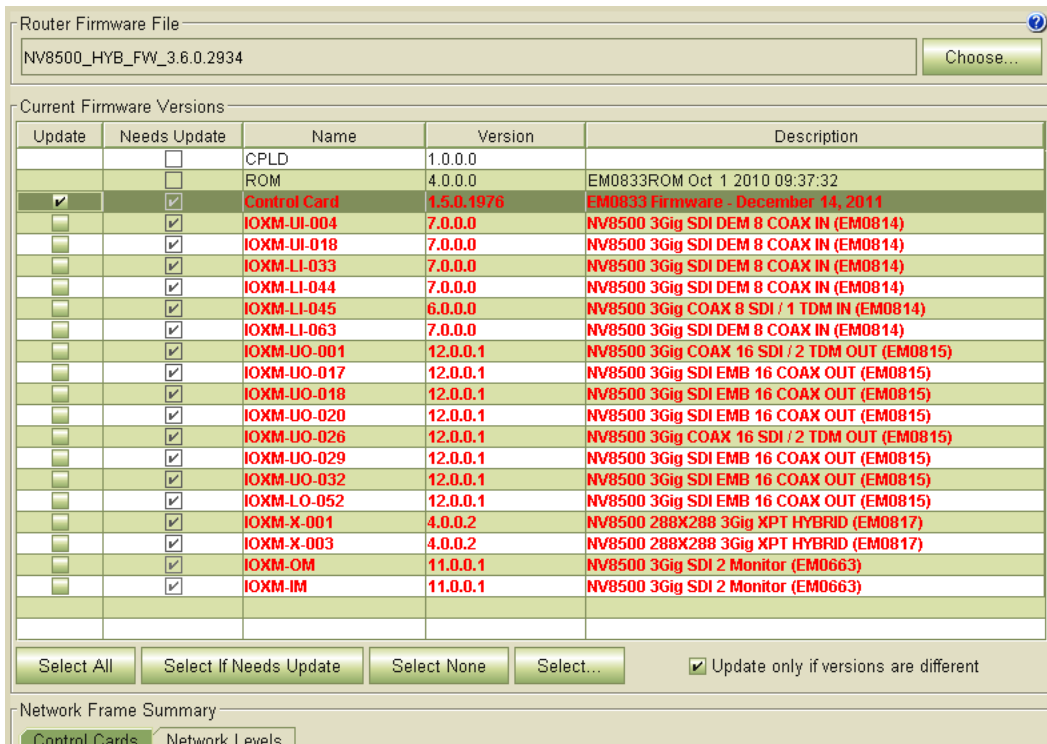 Router Firmware File
?
NV8500_HYB_FW_3.6.0.2934 Choose...
Current Firmware Versions
Update Needs Update Name Version Description
CPLD 1.0.0.0
ROM 4.0.0.0 EM0833ROM Oct 1 2010 09:37:32
Control Card 1.5.0.1976 EM0833 Firmware - December 14, 2011
IOXM-UI-004 7.0.0.0 NV8500 3Gig SDI DEM 8 COAX IN (EM0814)
IOXM-UI-018 7.0.0.0 NV8500 3Gig SDI DEM 8 COAX IN (EM0814)
IOXM-LI-033 7.0.0.0 NV8500 3Gig SDI DEM 8 COAX IN (EM0814)
IOXM-LI-044 7.0.0.0 NV8500 3Gig SDI DEM 8 COAX IN (EM0814)
IOXM-LI-045 6.0.0.0 NV8500 3Gig COAX 8 SDI / 1 TDM IN (EM0814)
IOXM-LI-063 7.0.0.0 NV8500 3Gig SDI DEM 8 COAX IN (EM0814)
IOXM-UO-001 12.0.0.1 NV8500 3Gig COAX 16 SDI / 2 TDM OUT (EM0815)
IOXM-UO-017 12.0.0.1 NV8500 3Gig SDI EMB 16 COAX OUT (EM0815)
IOXM-UO-018 12.0.0.1 NV8500 3Gig SDI EMB 16 COAX OUT (EM0815)
IOXM-UO-020 12.0.0.1 NV8500 3Gig SDI EMB 16 COAX OUT (EM0815)
IOXM-UO-026 12.0.0.1 NV8500 3Gig COAX 16 SDI / 2 TDM OUT (EM0815)
IOXM-UO-029 12.0.0.1 NV8500 3Gig SDI EMB 16 COAX OUT (EM0815)
IOXM-UO-032 12.0.0.1 NV8500 3Gig SDI EMB 16 COAX OUT (EM0815)
IOXM-LO-052 12.0.0.1 NV8500 3Gig SDI EMB 16 COAX OUT (EM0815)
IOXM-X-001 4.0.0.2 NV8500 288X288 3Gig XPT HYBRID (EM0817)
IOXM-X-003 4.0.0.2 NV8500 288X288 3Gig XPT HYBRID (EM0817)
IOXM-OM 11.0.0.1 NV8500 3Gig SDI 2 Monitor (EM0663)
IOXM-IM 11.0.0.1 NV8500 3Gig SDI 2 Monitor (EM0663)
Select All Select If Needs Update Select None Select... Update only if versions are different
Network Frame Summary
Control Cards Network Levels